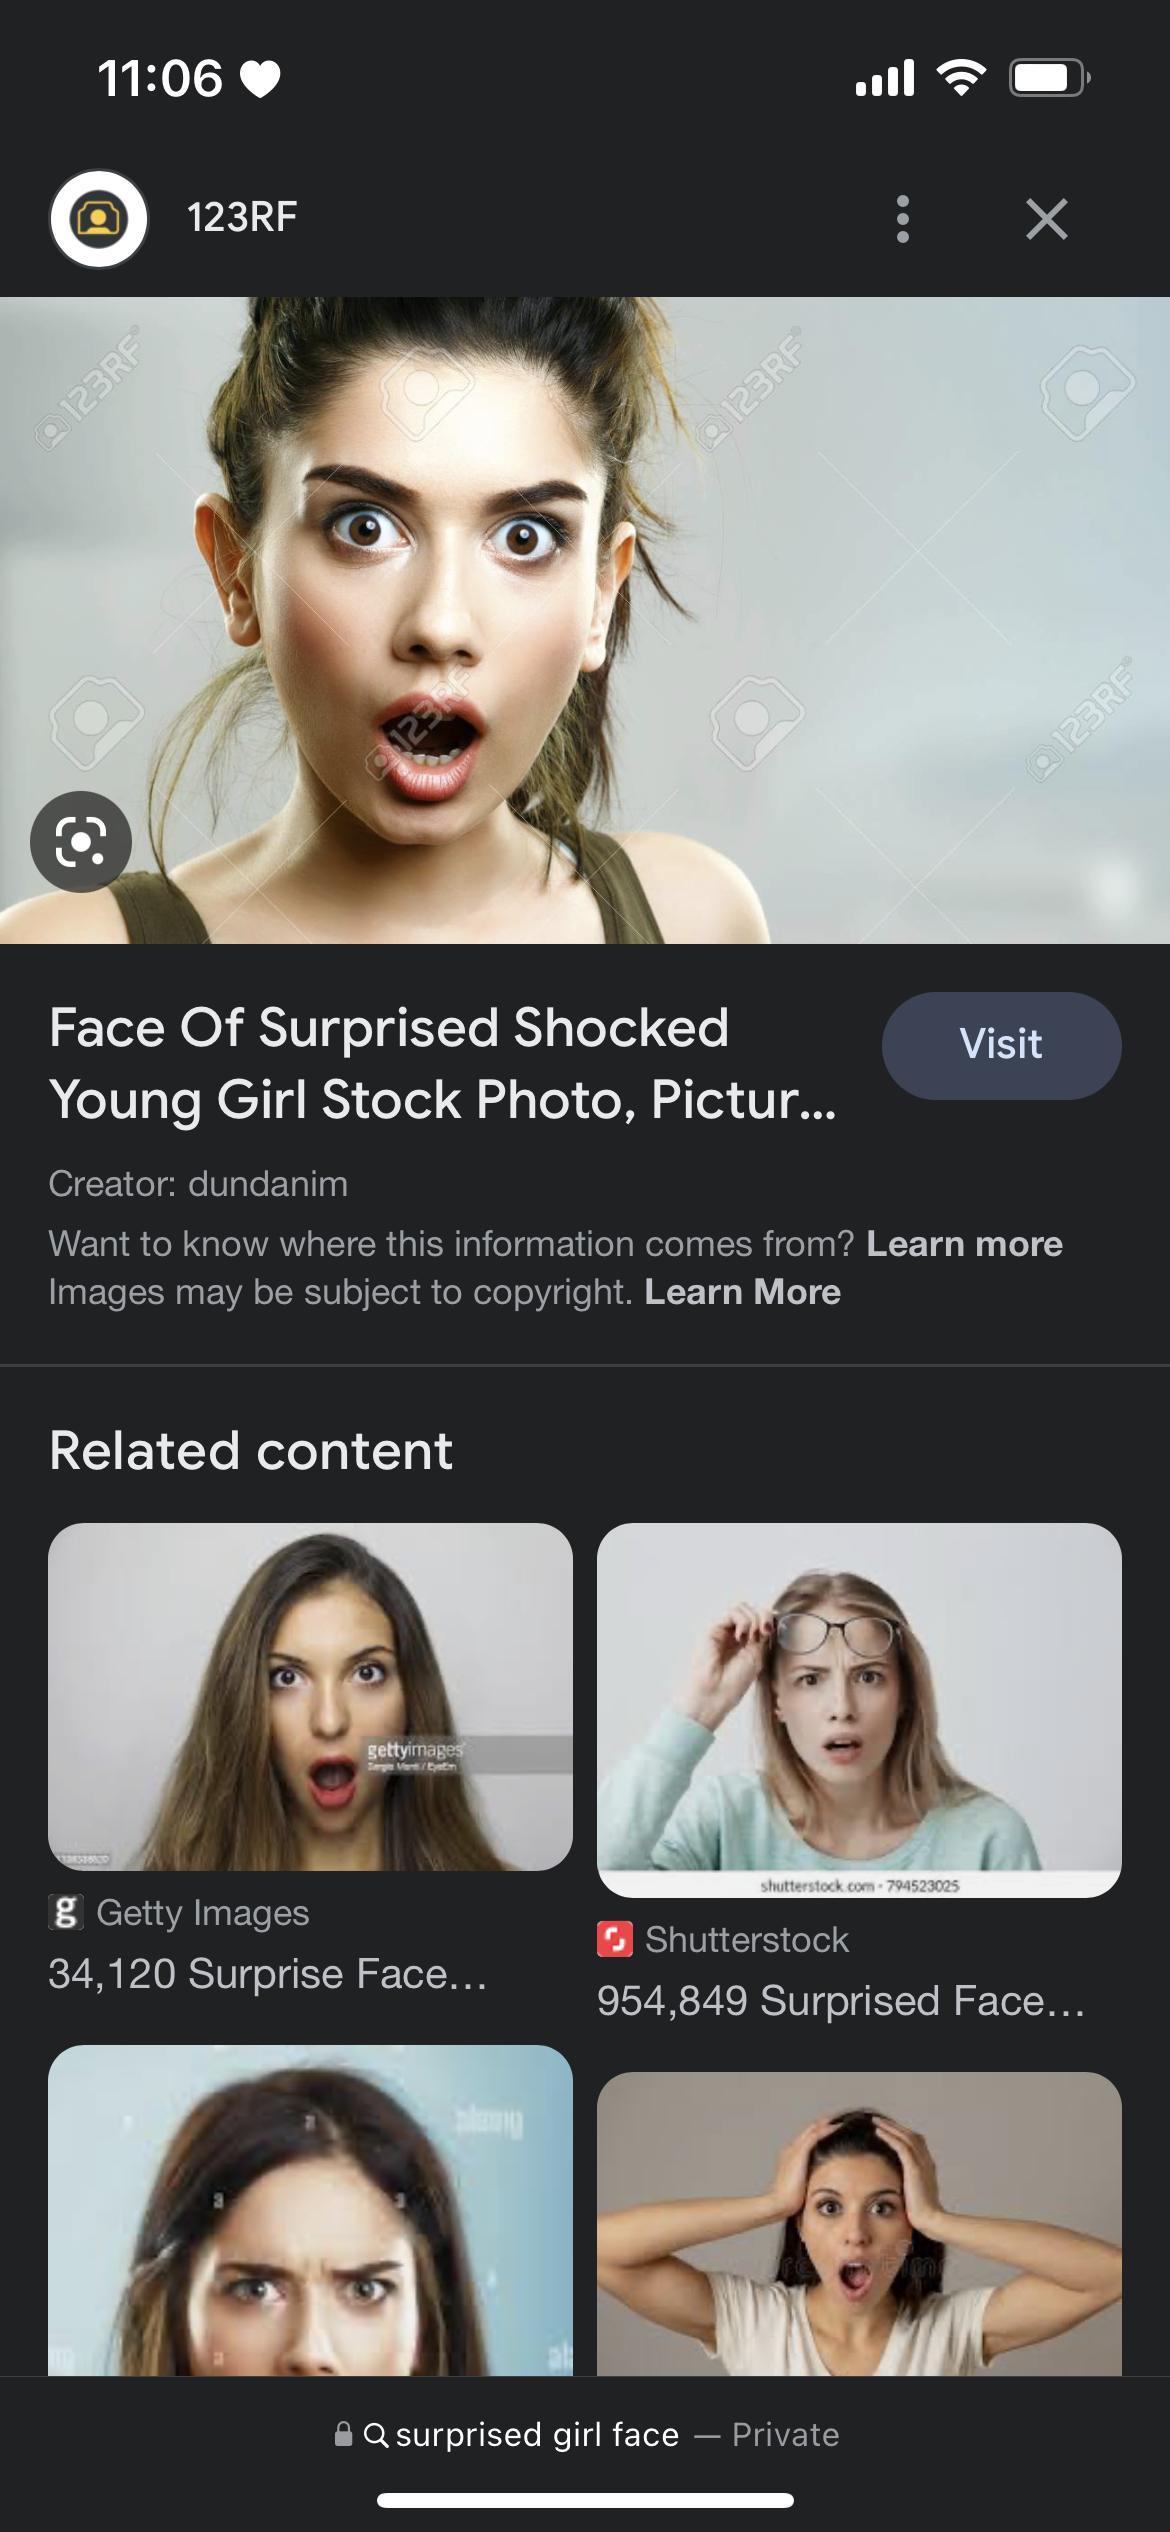 11:06
123RF
123RF
123RF
123RF
123RF
Face Of Surprised Shocked
Young Girl Stock Photo, Pictur...
Visit
Creator: dundanim
Want to know where this information comes from? Learn more
Images may be subject to copyright. Learn More
Related content
gettyimages
shutterstock.com · 794523025
g Getty Images
34,120 Surprise Face...
Shutterstock
954,849 Surprised Face...
a
a
a
a
surprised girl face — Private